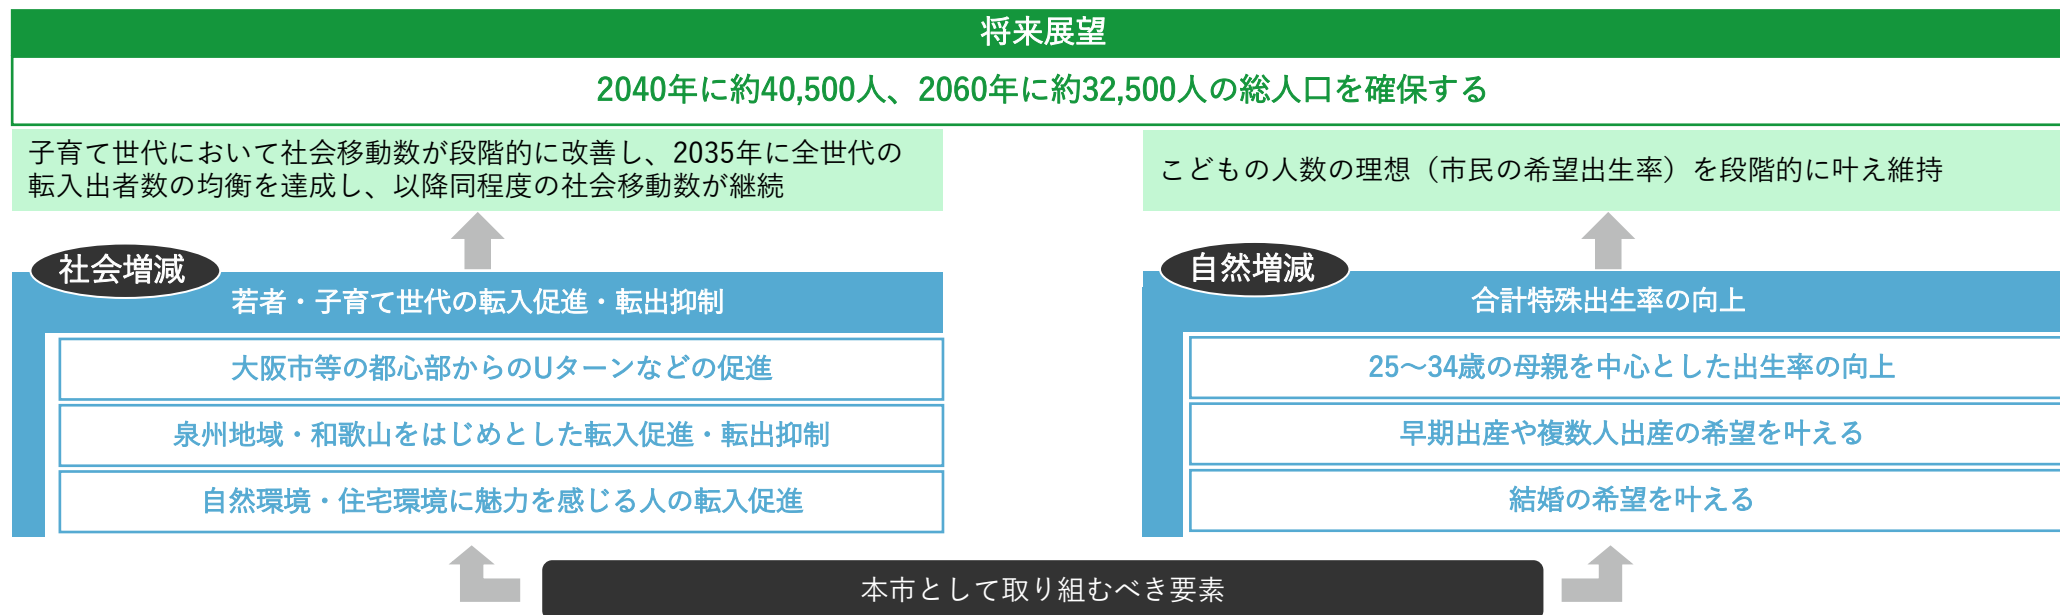 将来展望
2040年に約40,500人、2060年に約32,500人の総人口を確保する
子育て世代において社会移動数が段階的に改善し、2035年に全世代の
転入出者数の均衡を達成し、以降同程度の社会移動数が継続
社会増減
若者・子育て世代の転入促進・転出抑制
大阪市等の都心部からのUターンなどの促進
泉州地域・和歌山をはじめとした転入促進・転出抑制
自然環境・住宅環境に魅力を感じる人の転入促進
こどもの人数の理想（市民の希望出生率）を段階的に叶え維持
自然増減
合計特殊出生率の向上
25～34歳の母親を中心とした出生率の向上
早期出産や複数人出産の希望を叶える
結婚の希望を叶える
本市として取り組むべき要素